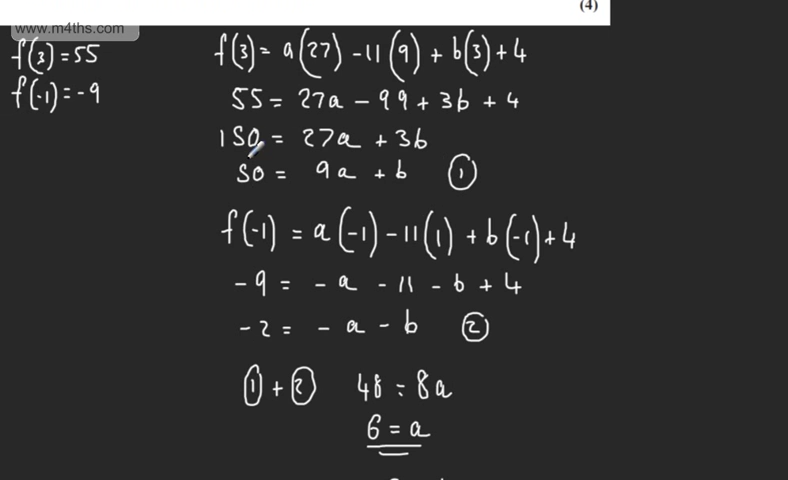 (4)
www.m4ths.com
f(3) = 55
f(-1) = -9
f(3) = a(27) - 11(9) + b(3) + 4
55 = 27a - 99 + 3b + 4
150 = 27a + 3b
50 = 9a + b ①
f(-1) = a(-1) - 11(1) + b(-1) + 4
-9 = -a - 11 - b + 4
-2 = -a - b ②
① + ② 48 = 8a
6 = a